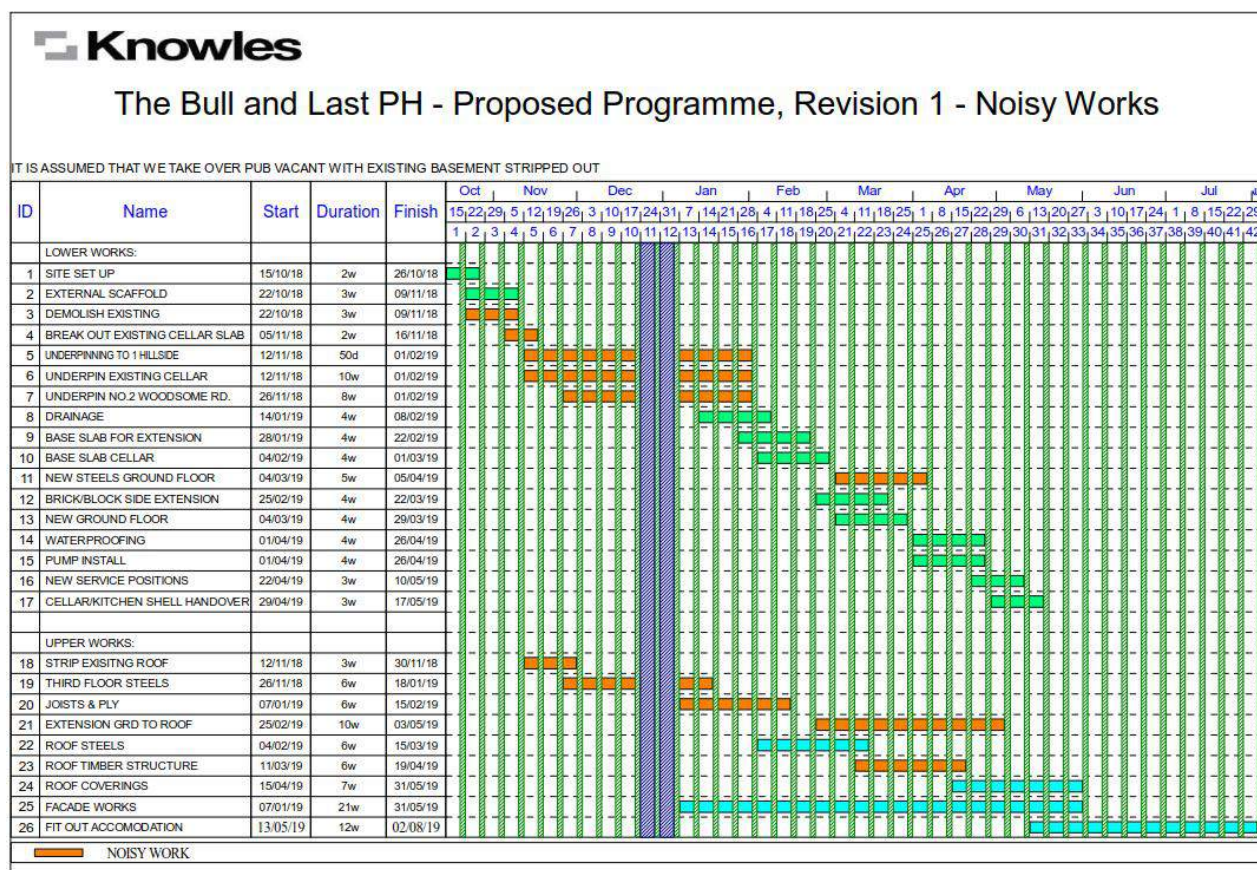 Knowles
The Bull and Last PH - Proposed Programme, Revision 1 - Noisy Works
IT IS ASSUMED THAT WE TAKE OVER PUB VACANT WITH EXISTING BASEMENT STRIPPED OUT
ID Name Start Duration Finish Oct Nov Dec Jan Feb Mar Apr May Jun Jul
15 22 29 5 12 19 26 3 10 17 24 31 7 14 21 28 4 11 18 25 4 11 18 25 1 8 15 22 29 6 13 20 27 3 10 17 24 1 8 15 22 29
1 2 3 4 5 6 7 8 9 10 11 12 13 14 15 16 17 18 19 20 21 22 23 24 25 26 27 28 29 30 31 32 33 34 35 36 37 38 39 40 41 42
LOWER WORKS:
1 SITE SET UP 15/10/18 2w 26/10/18
2 EXTERNAL SCAFFOLD 22/10/18 3w 09/11/18
3 DEMOLISH EXISTING 22/10/18 3w 09/11/18
4 BREAK OUT EXISTING CELLAR SLAB 05/11/18 2w 16/11/18
5 UNDERPINNING TO 1 HILLSIDE 12/11/18 50d 01/02/19
6 UNDERPIN EXISTING CELLAR 12/11/18 10w 01/02/19
7 UNDERPIN NO.2 WOODSOME RD. 26/11/18 8w 01/02/19
8 DRAINAGE 14/01/19 4w 08/02/19
9 BASE SLAB FOR EXTENSION 28/01/19 4w 22/02/19
10 BASE SLAB CELLAR 04/02/19 4w 01/03/19
11 NEW STEELS GROUND FLOOR 04/03/19 5w 05/04/19
12 BRICK/BLOCK SIDE EXTENSION 25/02/19 4w 22/03/19
13 NEW GROUND FLOOR 04/03/19 4w 29/03/19
14 WATERPROOFING 01/04/19 4w 26/04/19
15 PUMP INSTALL 01/04/19 4w 26/04/19
16 NEW SERVICE POSITIONS 22/04/19 3w 10/05/19
17 CELLAR/KITCHEN SHELL HANDOVER 29/04/19 3w 17/05/19
UPPER WORKS:
18 STRIP EXISITNG ROOF 12/11/18 3w 30/11/18
19 THIRD FLOOR STEELS 26/11/18 6w 18/01/19
20 JOISTS & PLY 07/01/19 6w 15/02/19
21 EXTENSION GRD TO ROOF 25/02/19 10w 03/05/19
22 ROOF STEELS 04/02/19 6w 15/03/19
23 ROOF TIMBER STRUCTURE 11/03/19 6w 19/04/19
24 ROOF COVERINGS 15/04/19 7w 31/05/19
25 FACADE WORKS 07/01/19 21w 31/05/19
26 FIT OUT ACCOMODATION 13/05/19 12w 02/08/19
NOISY WORK